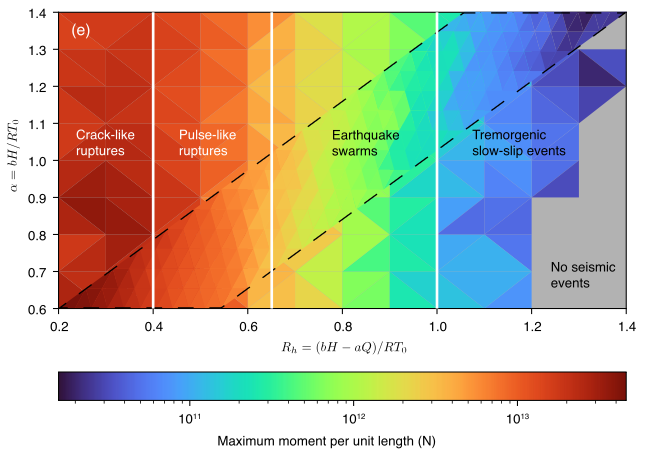 (e)
1.4
1.3
1.2
1.1
1.0
0.9
0.8
0.7
0.6
α = bH/RT₀
Crack-like
ruptures
Pulse-like
ruptures
Earthquake
swarms
Tremorgenic
slow-slip events
No seismic
events
0.2 0.4 0.6 0.8 1.0 1.2 1.4
R_h = (bH − aQ)/RT₀
10¹¹ 10¹² 10¹³
Maximum moment per unit length (N)